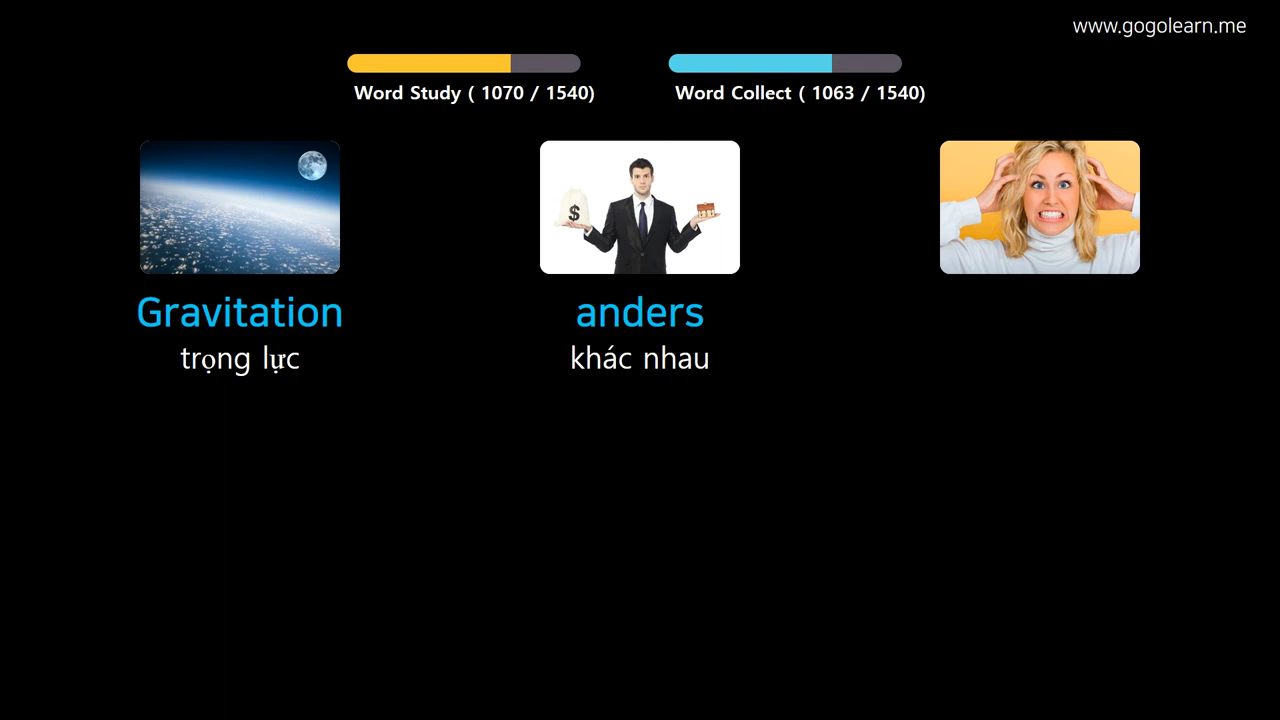 www.gogolearn.me
Word Study ( 1070 / 1540)
Word Collect ( 1063 / 1540)
$
Gravitation
trọng lực
anders
khác nhau